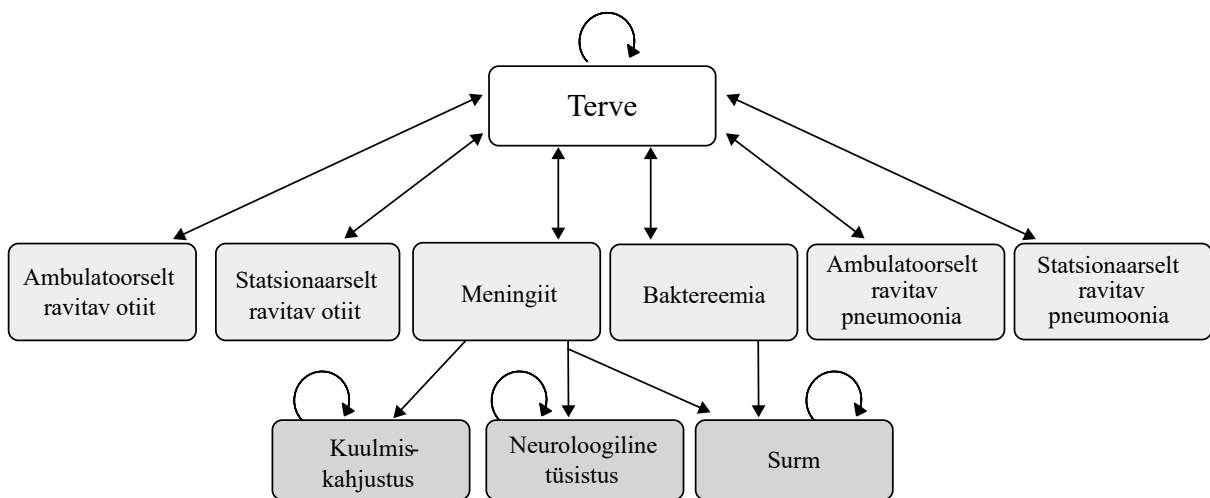 Terve
Ambulatoorselt
ravitav otiit
Statsionaarselt
ravitav otiit
Meningiit
Baktereemia
Ambulatoorselt
ravitav
pneumoonia
Statsionaarselt
ravitav
pneumoonia
Kuulmis-
kahjustus
Neuroloogiline
tüsistus
Surm